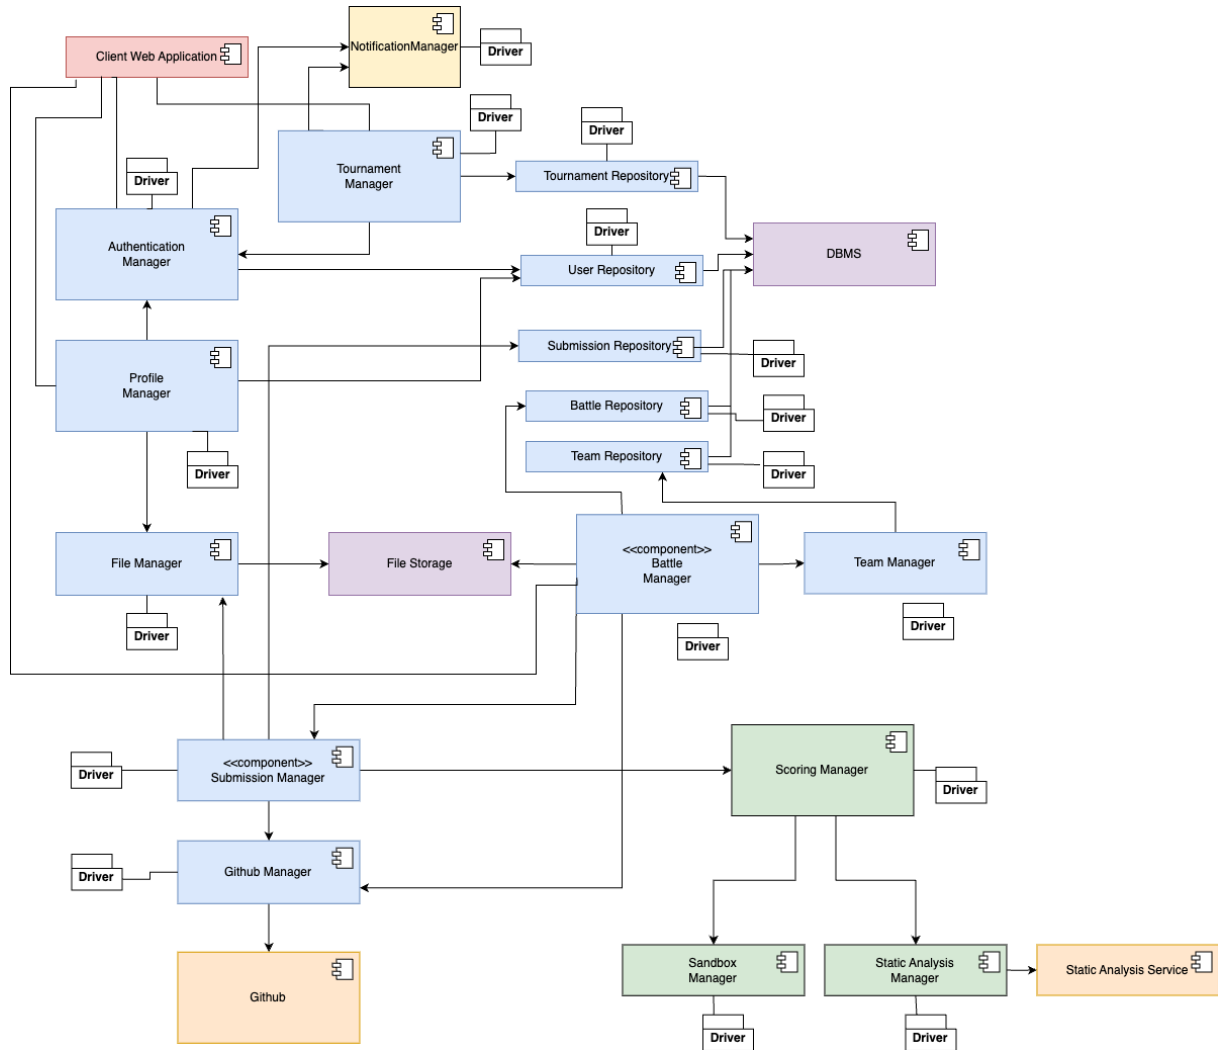 Client Web Application
NotificationManager
Driver
Driver
Driver
Tournament
Manager
Tournament Repository
Driver
Driver
Authentication
Manager
User Repository
DBMS
Submission Repository
Driver
Profile
Manager
Battle Repository
Driver
Team Repository
Driver
Driver
File Manager
File Storage
<<component>>
Battle
Manager
Team Manager
Driver
Driver
Driver
<<component>>
Submission Manager
Driver
Scoring Manager
Driver
Github Manager
Driver
Github
Sandbox
Manager
Static Analysis
Manager
Static Analysis Service
Driver
Driver